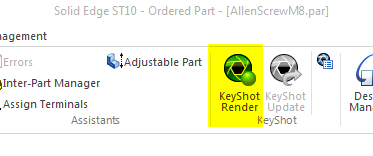 Solid Edge ST10 - Ordered Part - [AllenScrewM8.par]
nagement
Errors
Adjustable Part
Inter-Part Manager
Assign Terminals
KeyShot
Render
KeyShot
Update
Des
Mana
Assistants
KeyShot